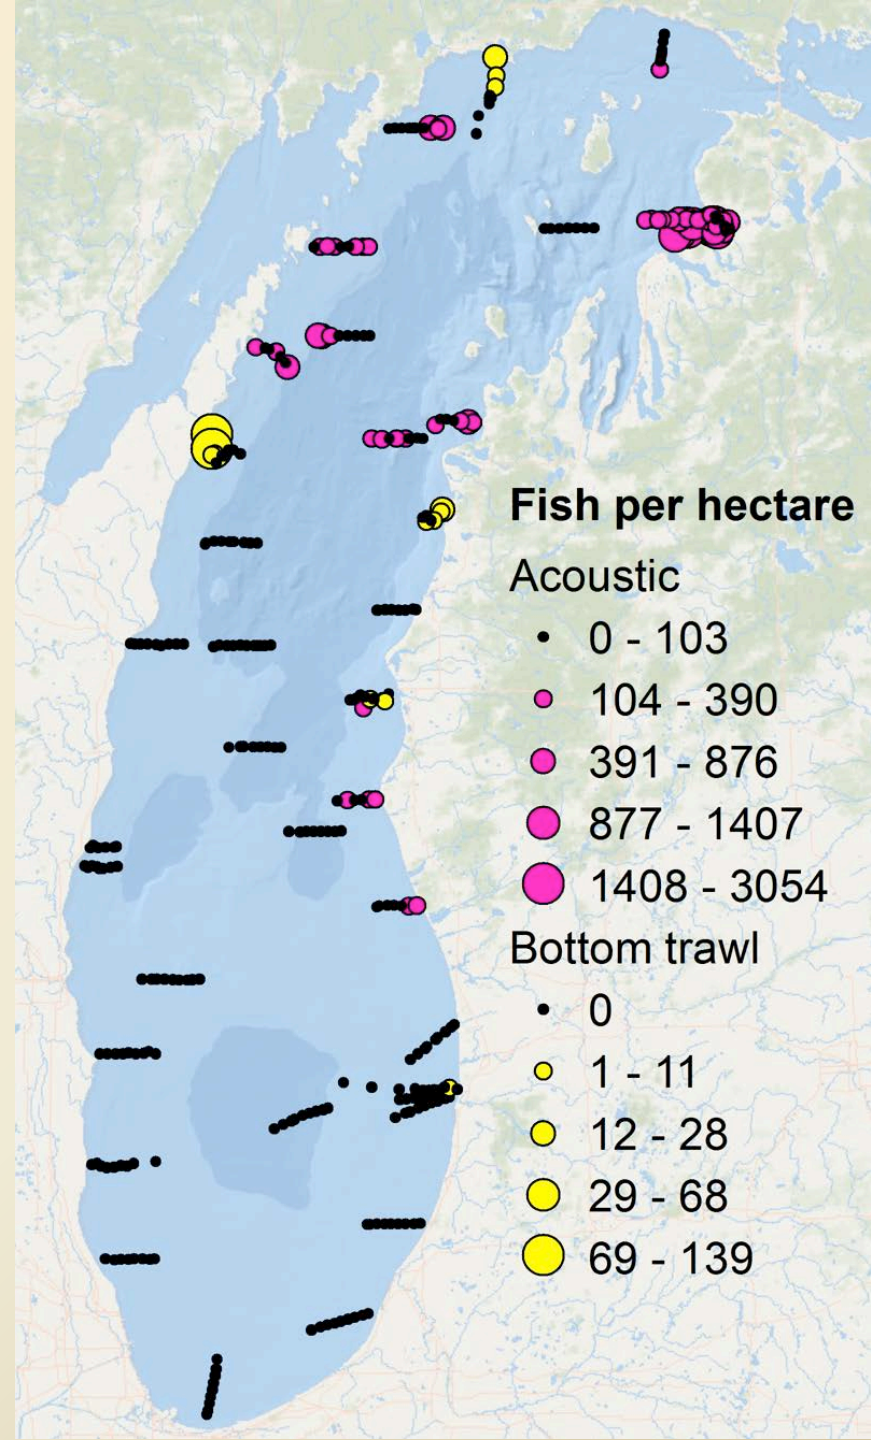 Fish per hectare
Acoustic
0 - 103
104 - 390
391 - 876
877 - 1407
1408 - 3054
Bottom trawl
0
1 - 11
12 - 28
29 - 68
69 - 139